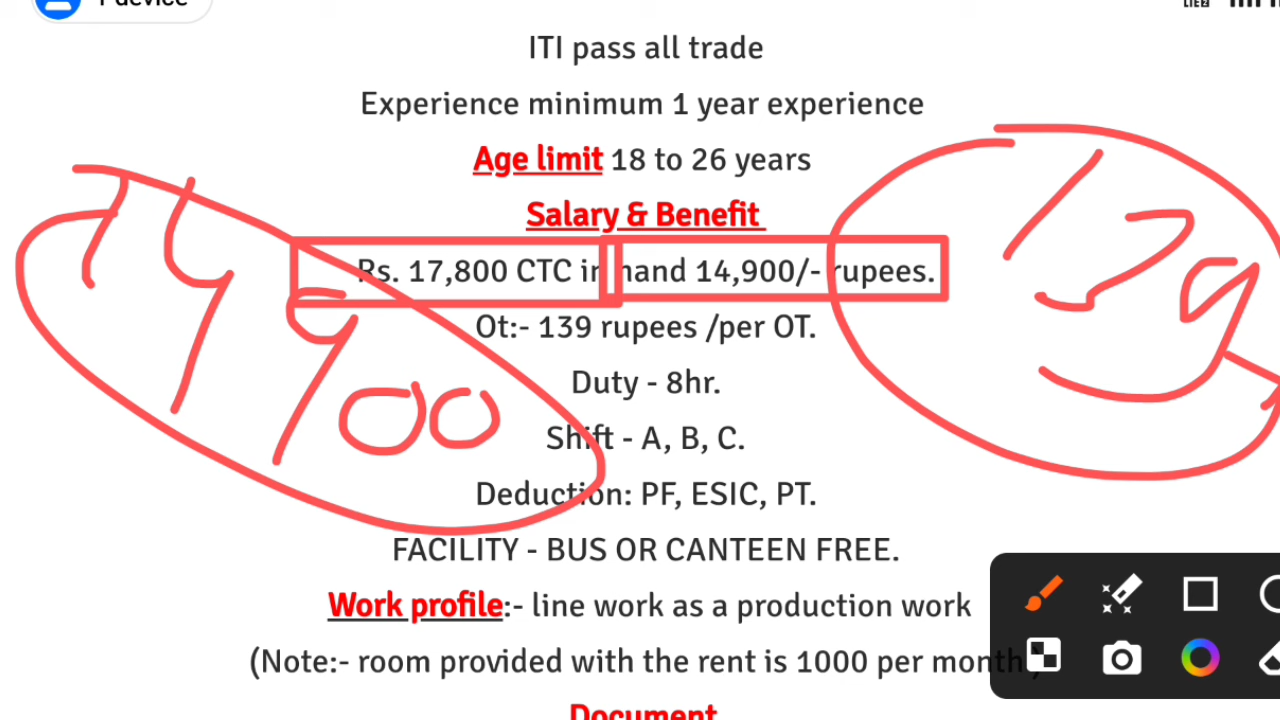 1 device
ITI pass all trade
Experience minimum 1 year experience
Age limit 18 to 26 years
Salary & Benefit
Rs. 17,800 CTC in hand 14,900/- rupees.
Ot:- 139 rupees /per OT.
Duty - 8hr.
Shift - A, B, C.
Deduction: PF, ESIC, PT.
FACILITY - BUS OR CANTEEN FREE.
Work profile:- line work as a production work
(Note:- room provided with the rent is 1000 per month)
Document
139